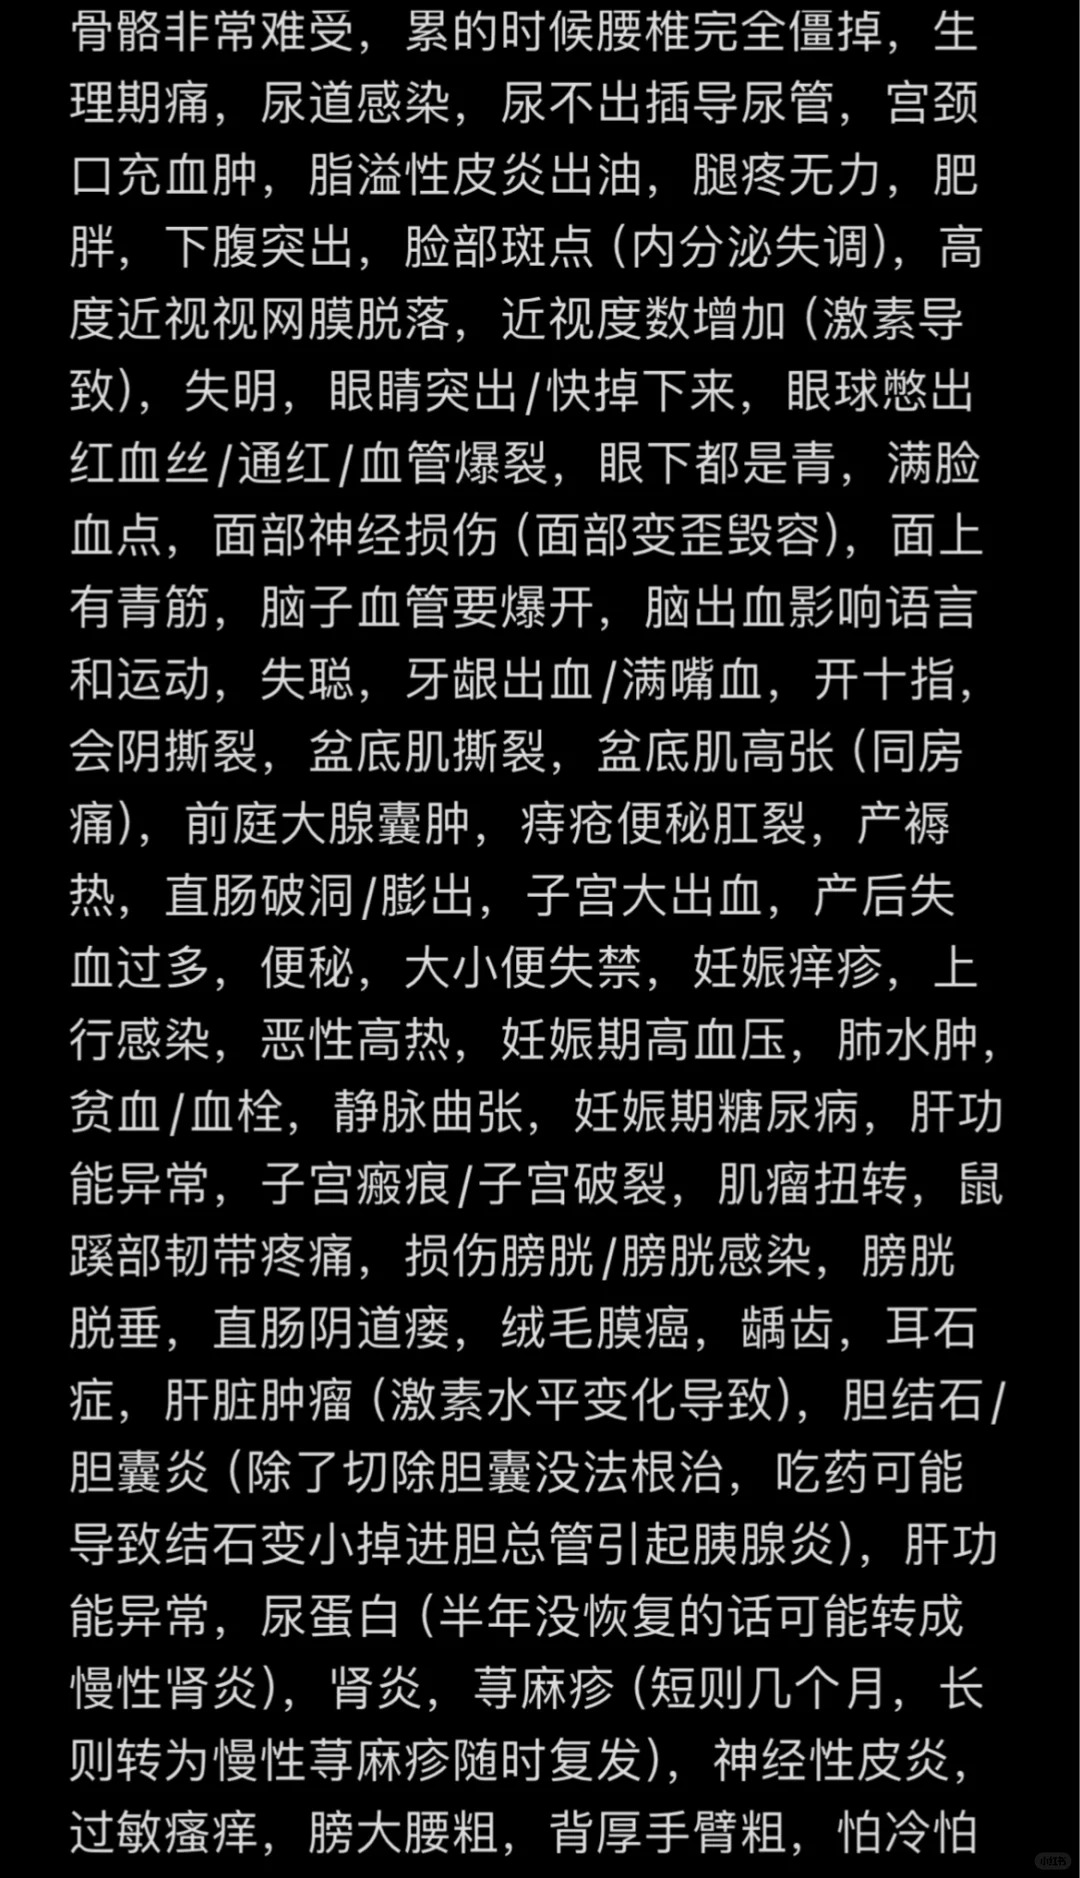 骨骼非常难受，累的时候腰椎完全僵掉，生
理期痛，尿道感染，尿不出插导尿管，宫颈
口充血肿，脂溢性皮炎出油，腿疼无力，肥
胖，下腹突出，脸部斑点（内分泌失调），高
度近视视网膜脱落，近视度数增加（激素导
致），失明，眼睛突出/快掉下来，眼球憋出
红血丝/通红/血管爆裂，眼下都是青，满脸
血点，面部神经损伤（面部变歪毁容），面上
有青筋，脑子血管要爆开，脑出血影响语言
和运动，失聪，牙龈出血/满嘴血，开十指，
会阴撕裂，盆底肌撕裂，盆底肌高张（同房
痛），前庭大腺囊肿，痔疮便秘肛裂，产褥
热，直肠破洞/膨出，子宫大出血，产后失
血过多，便秘，大小便失禁，妊娠痒疹，上
行感染，恶性高热，妊娠期高血压，肺水肿，
贫血/血栓，静脉曲张，妊娠期糖尿病，肝功
能异常，子宫瘢痕/子宫破裂，肌瘤扭转，鼠
蹊部韧带疼痛，损伤膀胱/膀胱感染，膀胱
脱垂，直肠阴道瘘，绒毛膜癌，龋齿，耳石
症，肝脏肿瘤（激素水平变化导致），胆结石/
胆囊炎（除了切除胆囊没法根治，吃药可能
导致结石变小掉进胆总管引起胰腺炎），肝功
能异常，尿蛋白（半年没恢复的话可能转成
慢性肾炎），肾炎，荨麻疹（短则几个月，长
则转为慢性荨麻疹随时复发），神经性皮炎，
过敏瘙痒，膀大腰粗，背厚手臂粗，怕冷怕